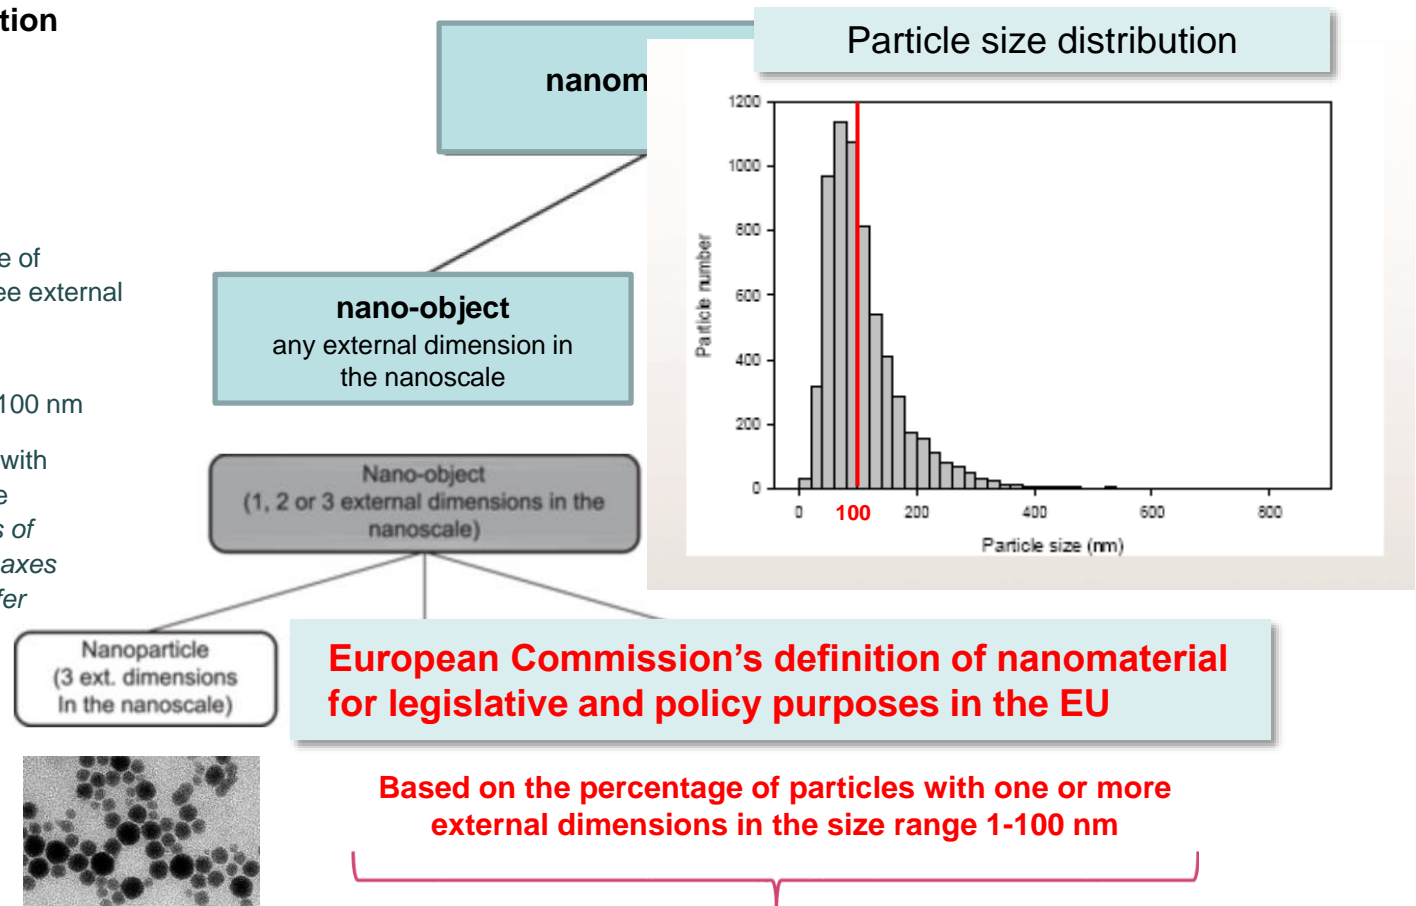 tion
nanom
Particle size distribution
e of
ee external
100 nm
with
e
s of
axes
fer
nano-object
any external dimension in
the nanoscale
1200
1000
800
600
400
200
0
Particle number
0
100
200
400
600
800
Particle size (nm)
Nano-object
(1, 2 or 3 external dimensions in the
nanoscale)
Nanoparticle
(3 ext. dimensions
In the nanoscale)
European Commission’s definition of nanomaterial
for legislative and policy purposes in the EU
Based on the percentage of particles with one or more
external dimensions in the size range 1-100 nm